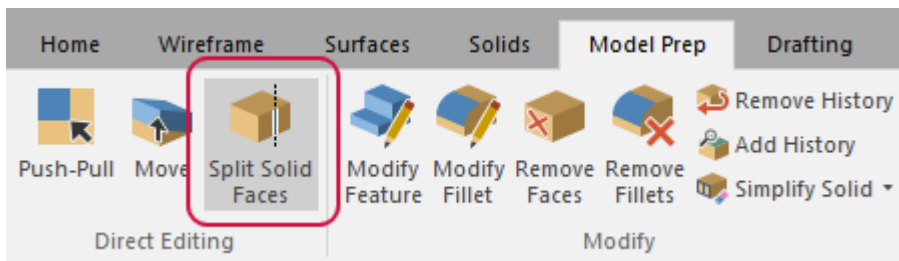 Home Wireframe Surfaces Solids Model Prep Drafting
Push-Pull Move Split Solid Faces Modify Feature Modify Fillet Remove Faces Remove Fillets
Remove History
Add History
Simplify Solid
Direct Editing Modify